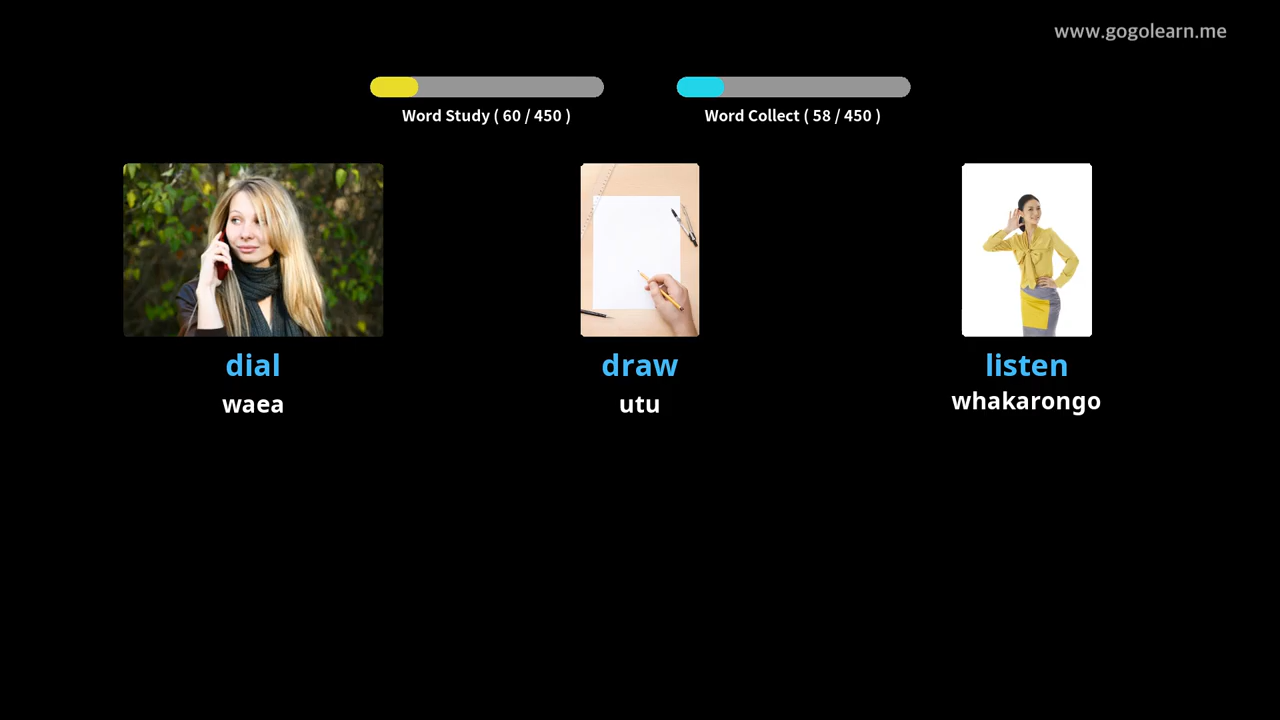 www.gogolearn.me
Word Study ( 60 / 450 )
Word Collect ( 58 / 450 )
dial
waea
draw
utu
listen
whakarongo